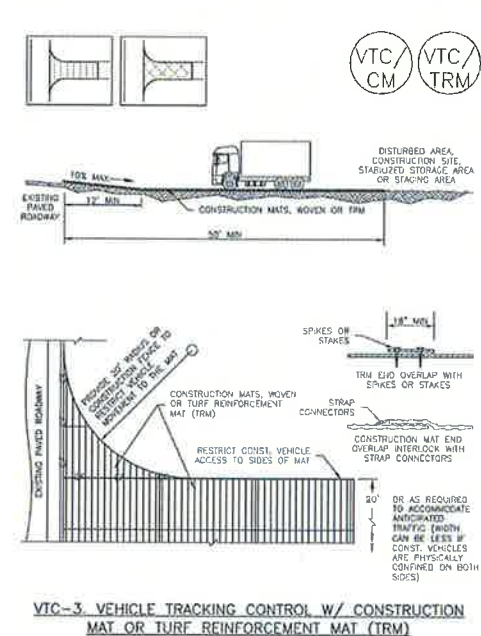 VTC/
CM
VTC/
TRM
DISTURBED AREA,
CONSTRUCTION SITE,
STABILIZED STORAGE AREA
OR STAGING AREA
10% MAX
EXISTING
PAVED
ROADWAY
12' MIN
CONSTRUCTION MATS, WOVEN OR TRM
50' MIN
PROVIDE 20' RADIUS OR
CONSTRUCTION FENCE TO
RESTRICT VEHICLE
MOVEMENT TO THE MAT
EXISTING PAVED ROADWAY
CONSTRUCTION MATS, WOVEN
OR TURF REINFORCEMENT
MAT (TRM)
RESTRICT CONST. VEHICLE
ACCESS TO SIDES OF MAT
18" MIN
SPIKES OR
STAKES
TRM END OVERLAP WITH
SPIKES OR STAKES
STRAP
CONNECTORS
CONSTRUCTION MAT END
OVERLAP INTERLOCK WITH
STRAP CONNECTORS
20'
OR AS REQUIRED
TO ACCOMMODATE
ANTICIPATED
TRAFFIC (WIDTH
CAN BE LESS IF
CONST. VEHICLES
ARE PHYSICALLY
CONFINED ON BOTH
SIDES)
VTC-3. VEHICLE TRACKING CONTROL W/ CONSTRUCTION
MAT OR TURF REINFORCEMENT MAT (TRM)